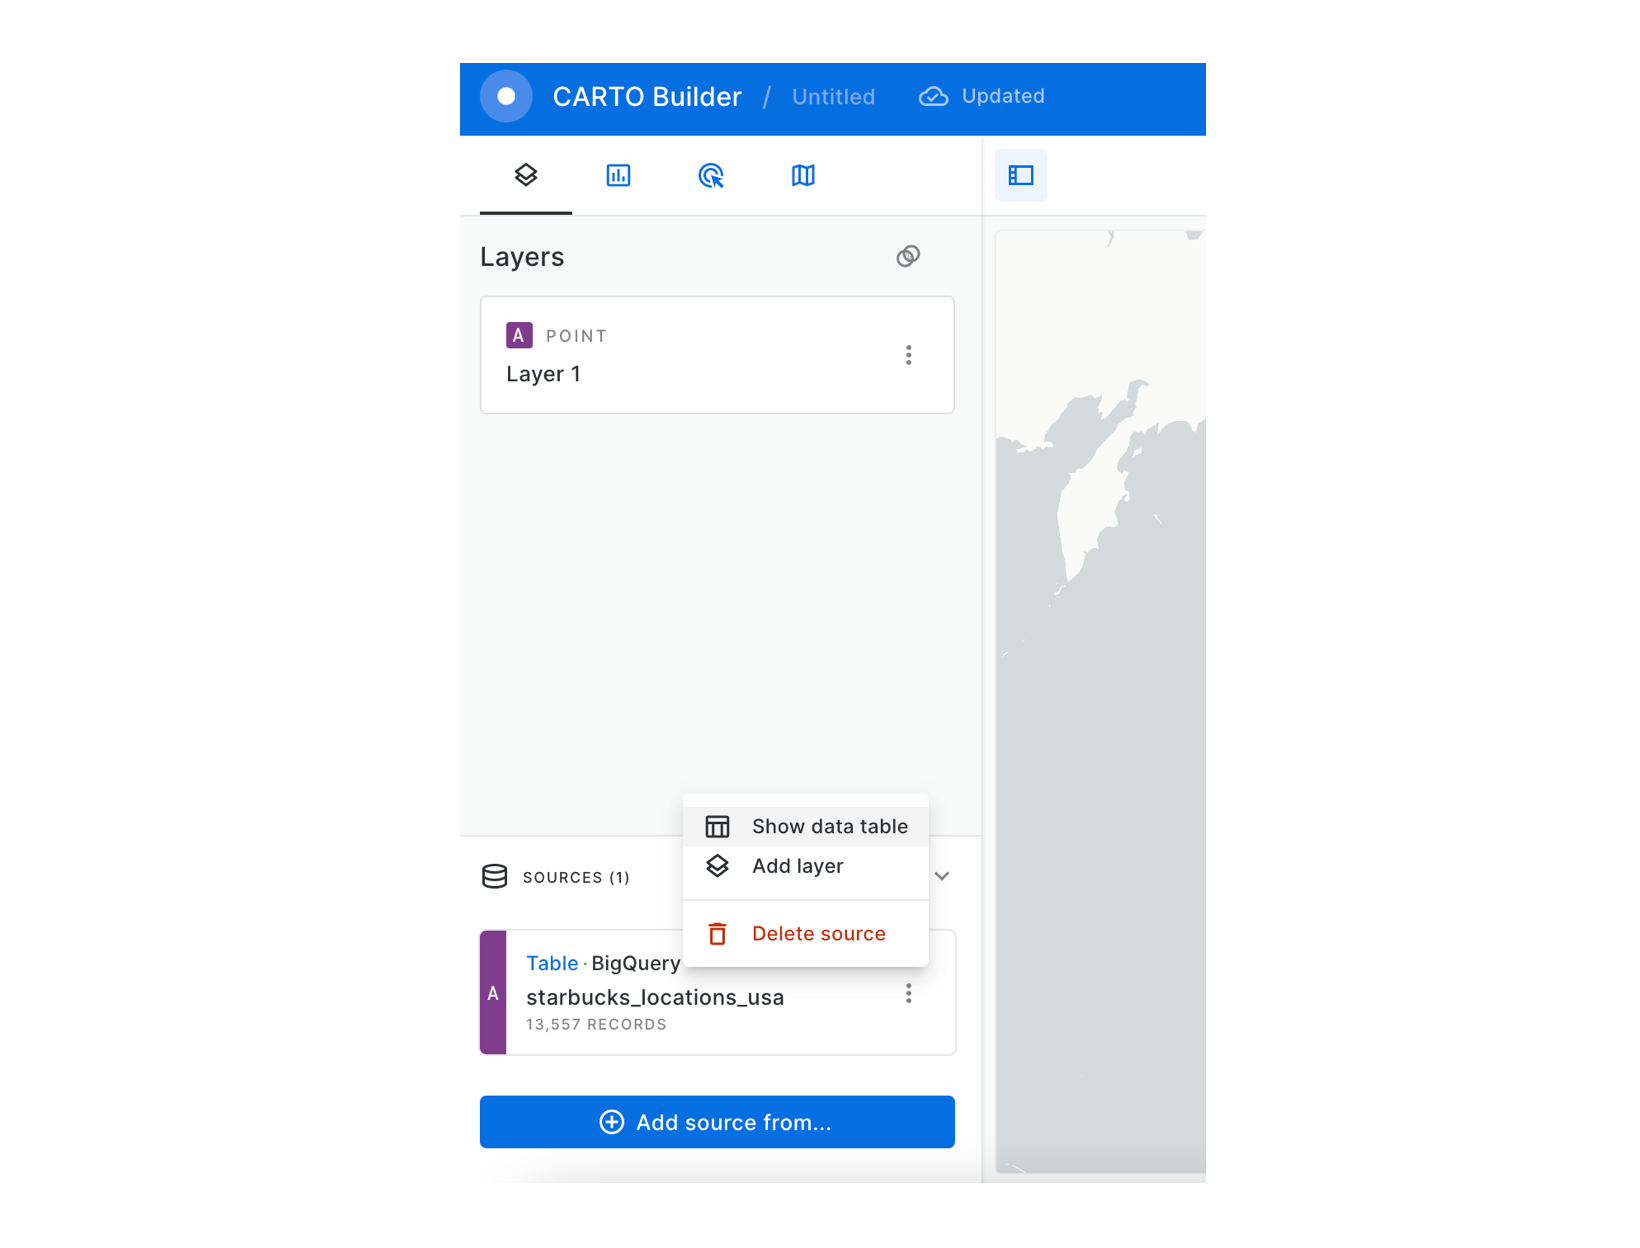 CARTO Builder / Untitled Updated
Layers
A POINT
Layer 1
Show data table
Add layer
SOURCES (1)
Delete source
Table · BigQuery
A
starbucks_locations_usa
13,557 RECORDS
Add source from...